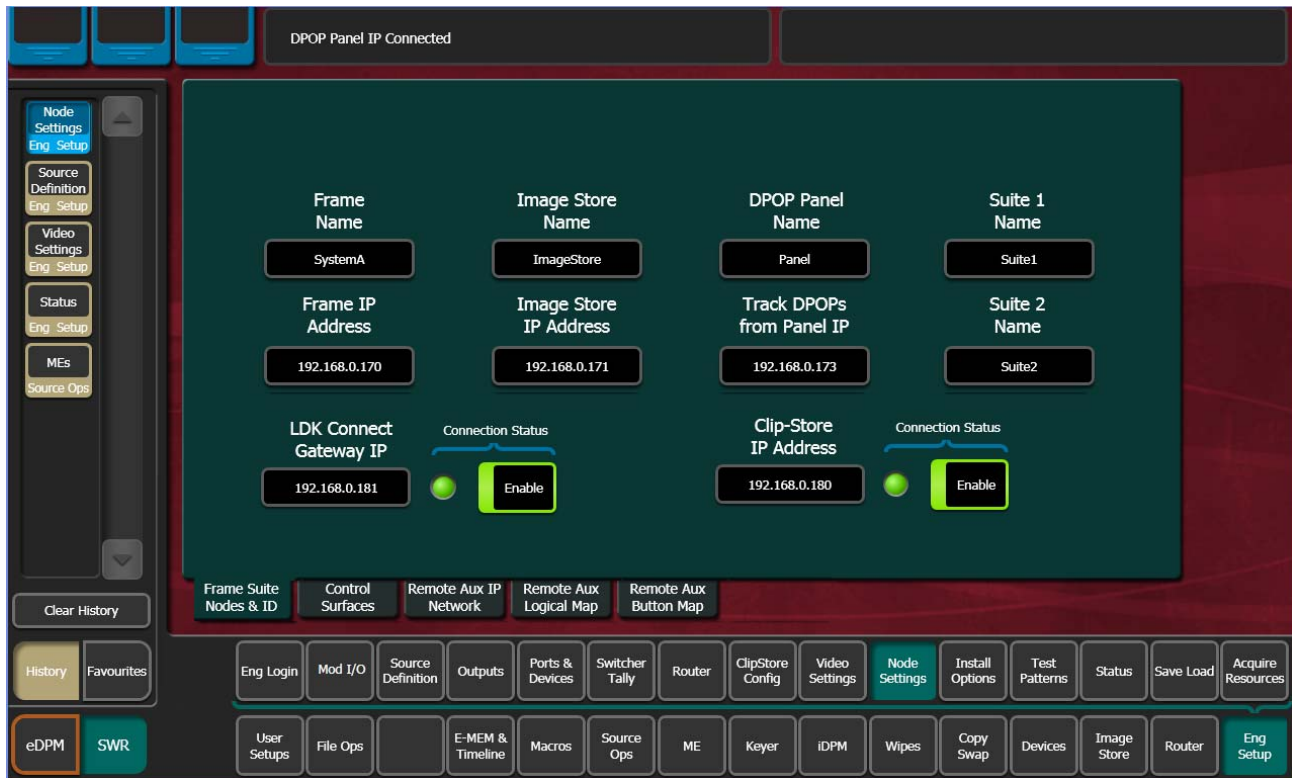 DPOP Panel IP Connected
Node
Settings
Eng Setup
Source
Definition
Eng Setup
Video
Settings
Eng Setup
Status
Eng Setup
MEs
Source Ops
Clear History
History
Favourites
eDPM
SWR
Frame
Name
SystemA
Image Store
Name
ImageStore
DPOP Panel
Name
Panel
Suite 1
Name
Suite1
Frame IP
Address
192.168.0.170
Image Store
IP Address
192.168.0.171
Track DPOPs
from Panel IP
192.168.0.173
Suite 2
Name
Suite2
LDK Connect
Gateway IP
192.168.0.181
Connection Status
Enable
Clip-Store
IP Address
192.168.0.180
Connection Status
Enable
Frame Suite
Nodes & ID
Control
Surfaces
Remote Aux IP
Network
Remote Aux
Logical Map
Remote Aux
Button Map
Eng Login
Mod I/O
Source
Definition
Outputs
Ports &
Devices
Switcher
Tally
Router
ClipStore
Config
Video
Settings
Node
Settings
Install
Options
Test
Patterns
Status
Save Load
Acquire
Resources
User
Setups
File Ops
E-MEM &
Timeline
Macros
Source
Ops
ME
Keyer
iDPM
Wipes
Copy
Swap
Devices
Image
Store
Router
Eng
Setup